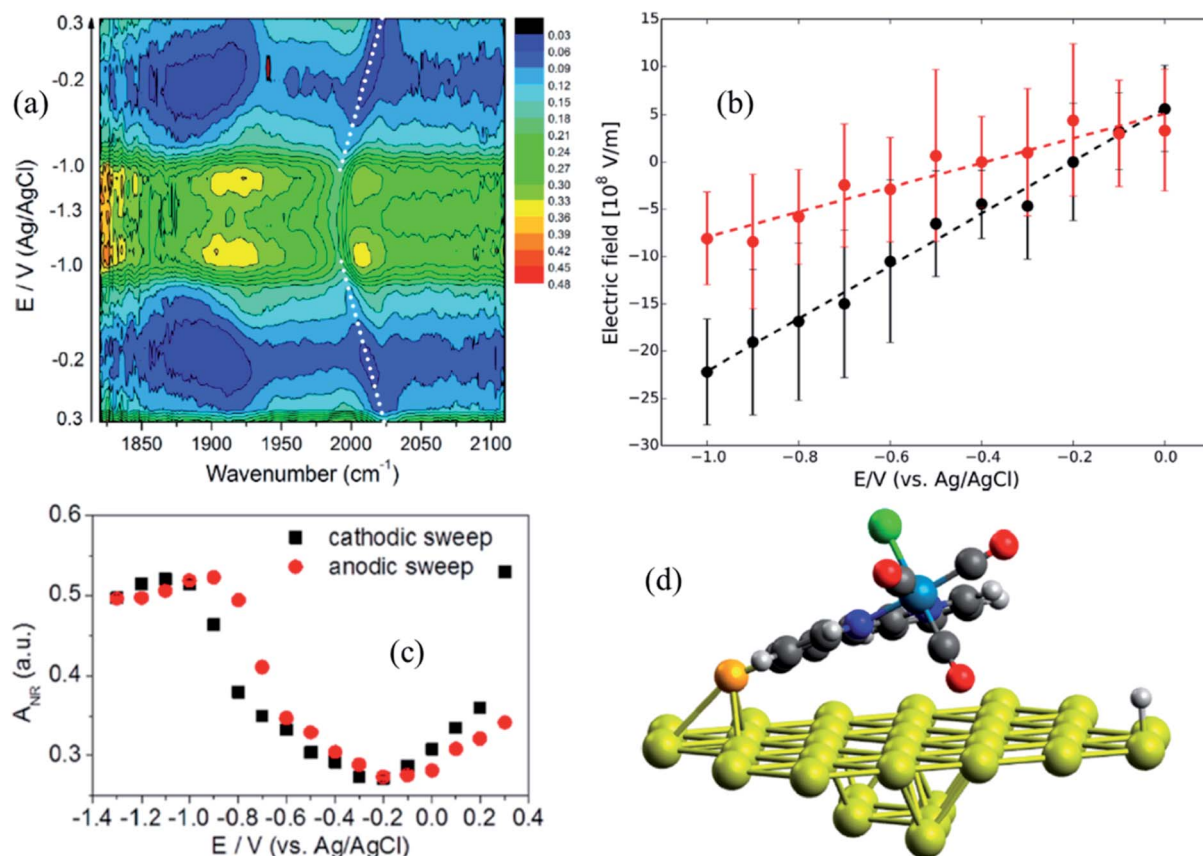 (a)
0.3
-0.2
-1.0
-1.3
-1.0
-0.2
0.3
E / V (Ag/AgCl)
1850 1900 1950 2000 2050 2100
Wavenumber (cm⁻¹)
0.03
0.06
0.09
0.12
0.15
0.18
0.21
0.24
0.27
0.30
0.33
0.36
0.39
0.42
0.45
0.48
(b)
15
10
5
0
−5
−10
−15
−20
−25
−30
Electric field [10⁸ V/m]
−1.0 −0.8 −0.6 −0.4 −0.2 0.0
E/V (vs. Ag/AgCl)
0.6
0.5
0.4
0.3
A_NR (a.u.)
cathodic sweep
anodic sweep
(c)
-1.4 -1.2 -1.0 -0.8 -0.6 -0.4 -0.2 0.0 0.2 0.4
E / V (vs. Ag/AgCl)
(d)